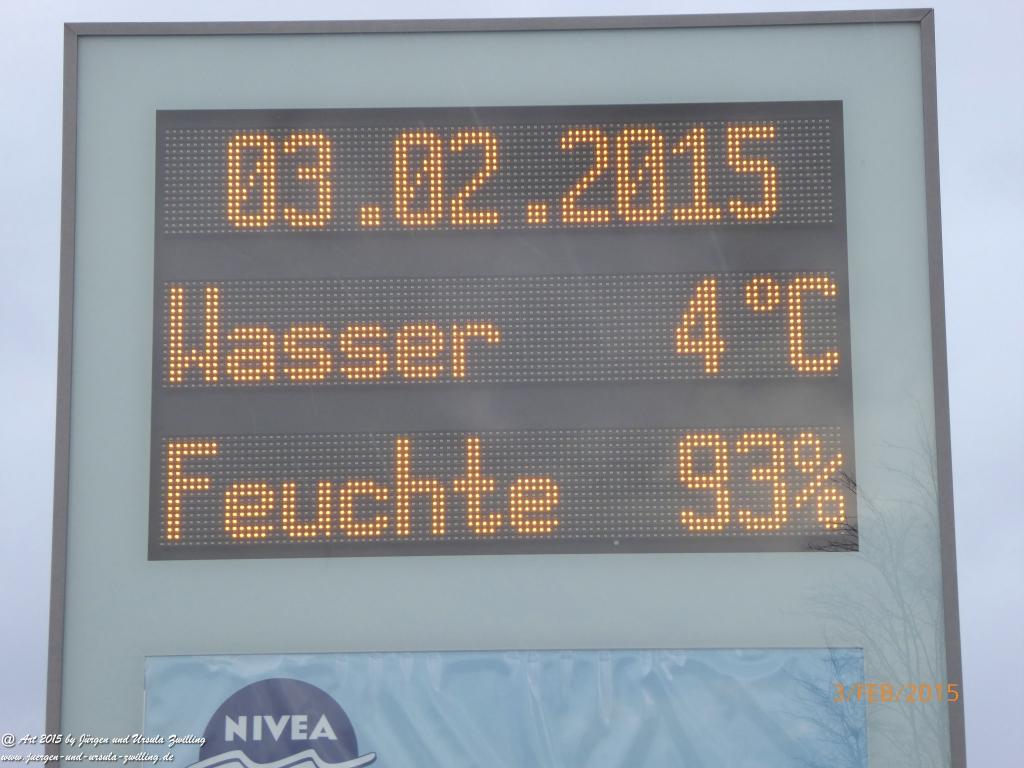 03.02.2015
Wasser 4°C
Feuchte 93%
3/FEB/2015
NIVEA
@ Art 2015 by Jürgen und Ursula Zwilling
www.juergen-und-ursula-zwilling.de